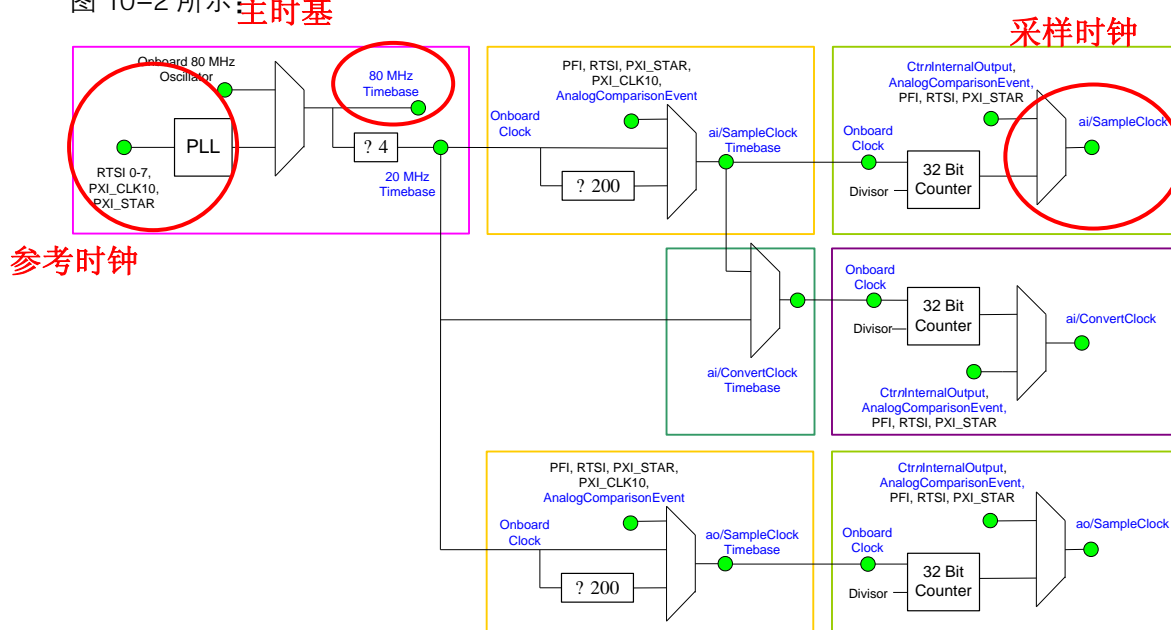 图 10-2 所示:
主时基
采样时钟
Onboard 80 MHz
Oscillator
80 MHz
Timebase
PLL
RTSI 0-7,
PXI_CLK10,
PXI_STAR
? 4
20 MHz
Timebase
参考时钟
PFI, RTSI, PXI_STAR,
PXI_CLK10,
AnalogComparisonEvent
Onboard
Clock
? 200
ai/SampleClock
Timebase
CtrnInternalOutput,
AnalogComparisonEvent,
PFI, RTSI, PXI_STAR
Onboard
Clock
Divisor
32 Bit
Counter
ai/SampleClock
ai/ConvertClock
Timebase
Onboard
Clock
Divisor
32 Bit
Counter
ai/ConvertClock
CtrnInternalOutput,
AnalogComparisonEvent,
PFI, RTSI, PXI_STAR
PFI, RTSI, PXI_STAR,
PXI_CLK10,
AnalogComparisonEvent
Onboard
Clock
? 200
ao/SampleClock
Timebase
CtrnInternalOutput,
AnalogComparisonEvent,
PFI, RTSI, PXI_STAR
Onboard
Clock
Divisor
32 Bit
Counter
ao/SampleClock